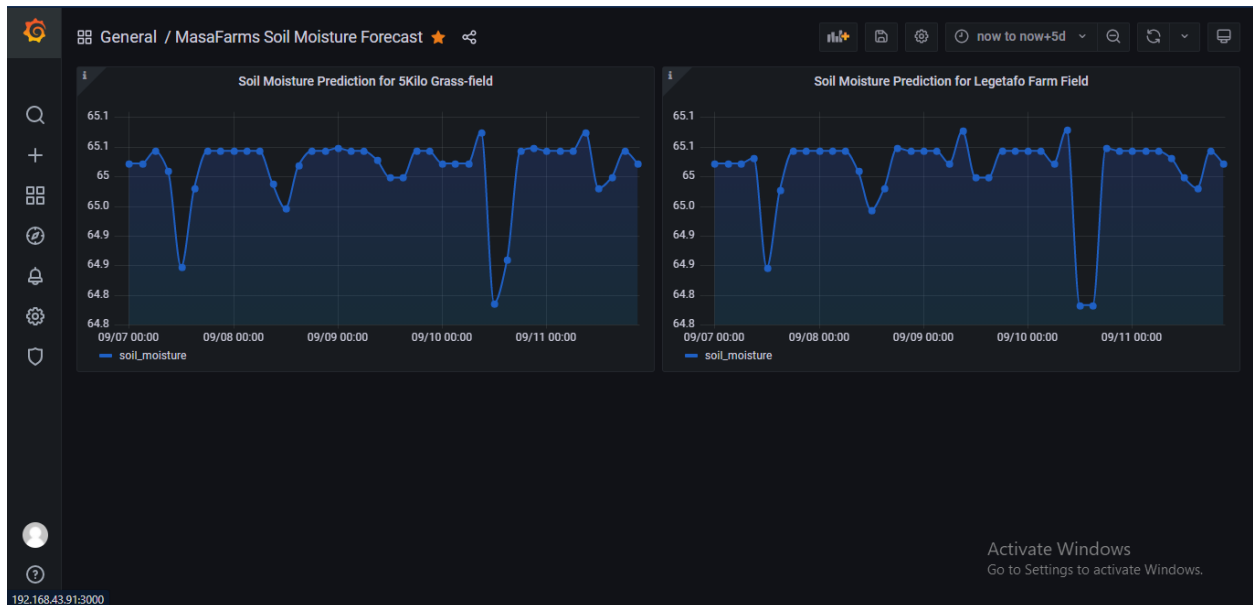 General / MasaFarms Soil Moisture Forecast
now to now+5d
i
Soil Moisture Prediction for 5Kilo Grass-field
65.1
65.1
65
65.0
64.9
64.9
64.8
64.8
09/07 00:00 09/08 00:00 09/09 00:00 09/10 00:00 09/11 00:00
soil_moisture
i
Soil Moisture Prediction for Legetafo Farm Field
65.1
65.1
65
65.0
64.9
64.9
64.8
64.8
09/07 00:00 09/08 00:00 09/09 00:00 09/10 00:00 09/11 00:00
soil_moisture
Activate Windows
Go to Settings to activate Windows.
192.168.43.91:3000